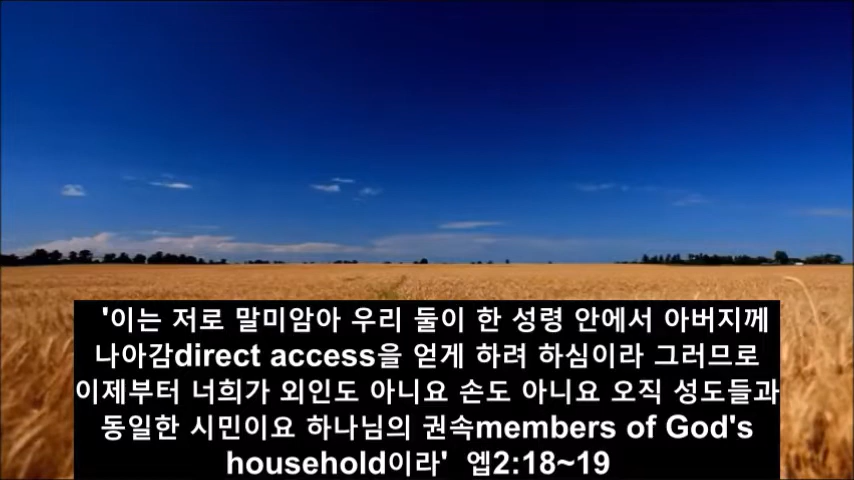 '이는 저로 말미암아 우리 둘이 한 성령 안에서 아버지께
나아감direct access을 얻게 하려 하심이라 그러므로
이제부터 너희가 외인도 아니요 손도 아니요 오직 성도들과
동일한 시민이요 하나님의 권속members of God's
household이라' 엡2:18~19